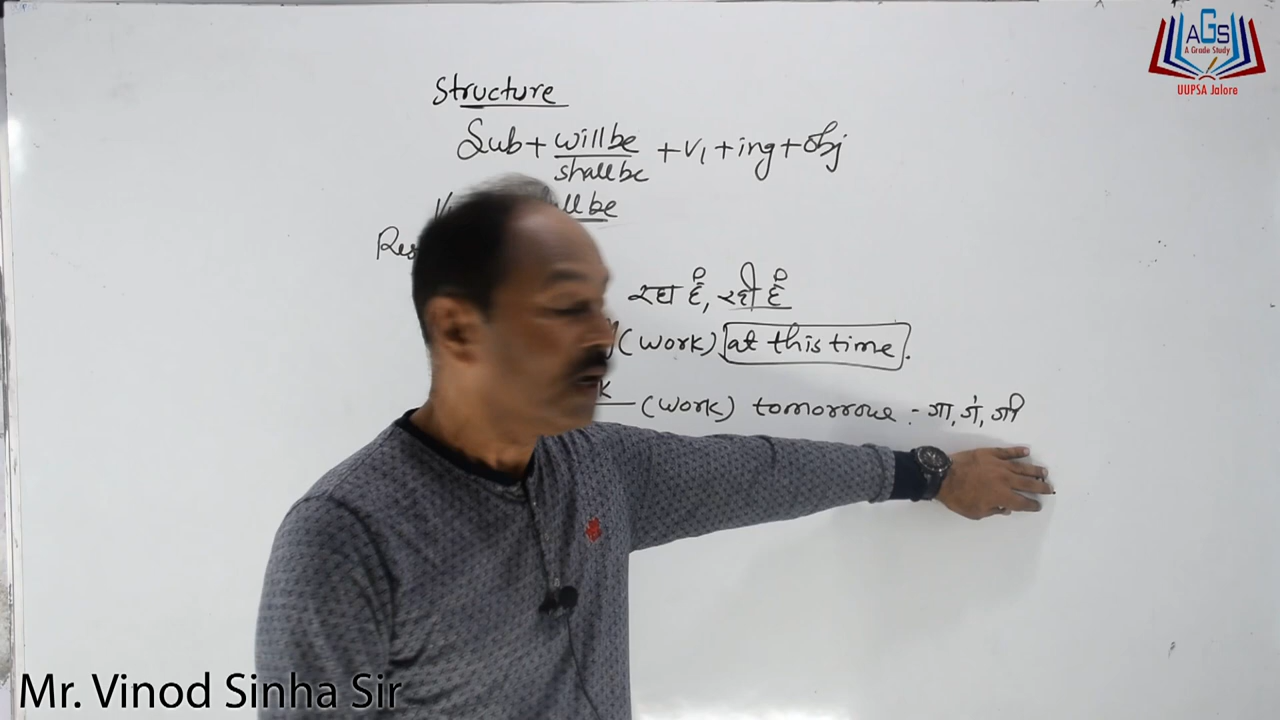 AGS
A Grade Study
UUPSA Jalore
Structure
Sub + will be / shall be + V1 + ing + obj
ll be
Res
रहा है, रही है
(work) at this time.
(work) tomorrow :- गा, गे, गी
Mr. Vinod Sinha Sir